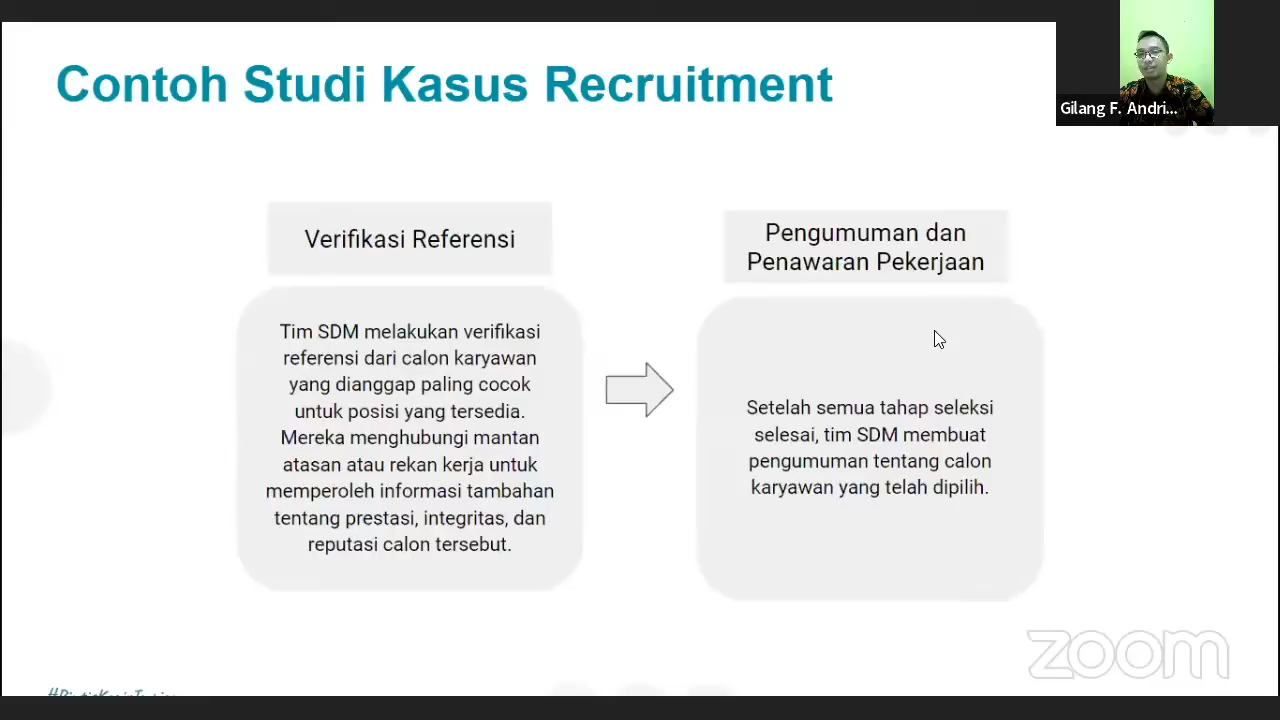 Contoh Studi Kasus Recruitment
Gilang F. Andri...
Verifikasi Referensi
Tim SDM melakukan verifikasi
referensi dari calon karyawan
yang dianggap paling cocok
untuk posisi yang tersedia.
Mereka menghubungi mantan
atasan atau rekan kerja untuk
memperoleh informasi tambahan
tentang prestasi, integritas, dan
reputasi calon tersebut.
Pengumuman dan
Penawaran Pekerjaan
Setelah semua tahap seleksi
selesai, tim SDM membuat
pengumuman tentang calon
karyawan yang telah dipilih.
zoom